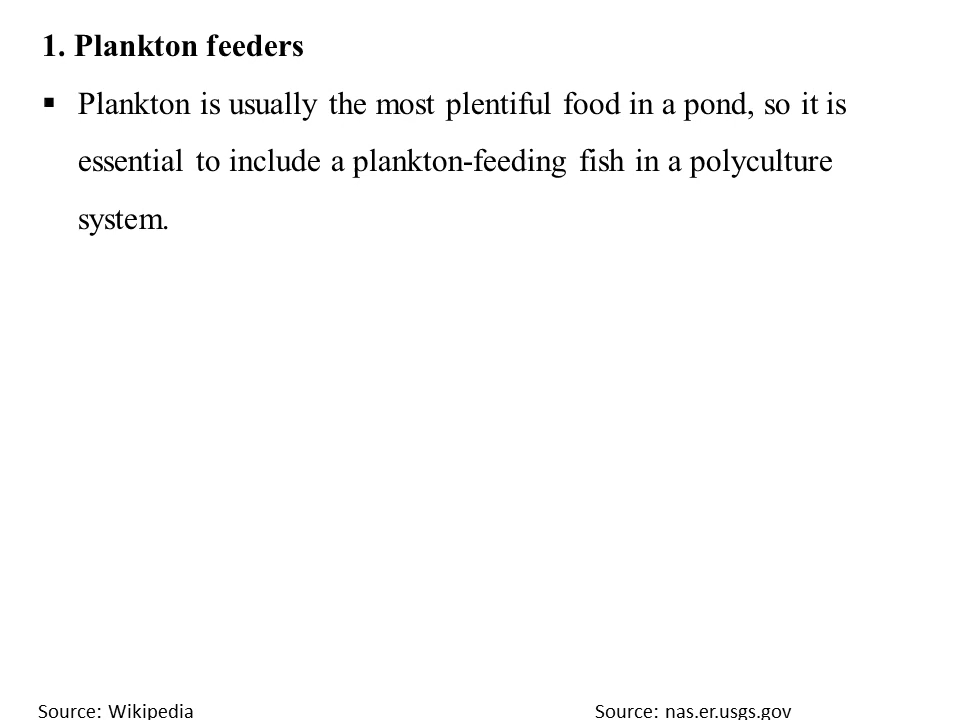 1. Plankton feeders
▪ Plankton is usually the most plentiful food in a pond, so it is
essential to include a plankton-feeding fish in a polyculture
system.
Source: Wikipedia
Source: nas.er.usgs.gov